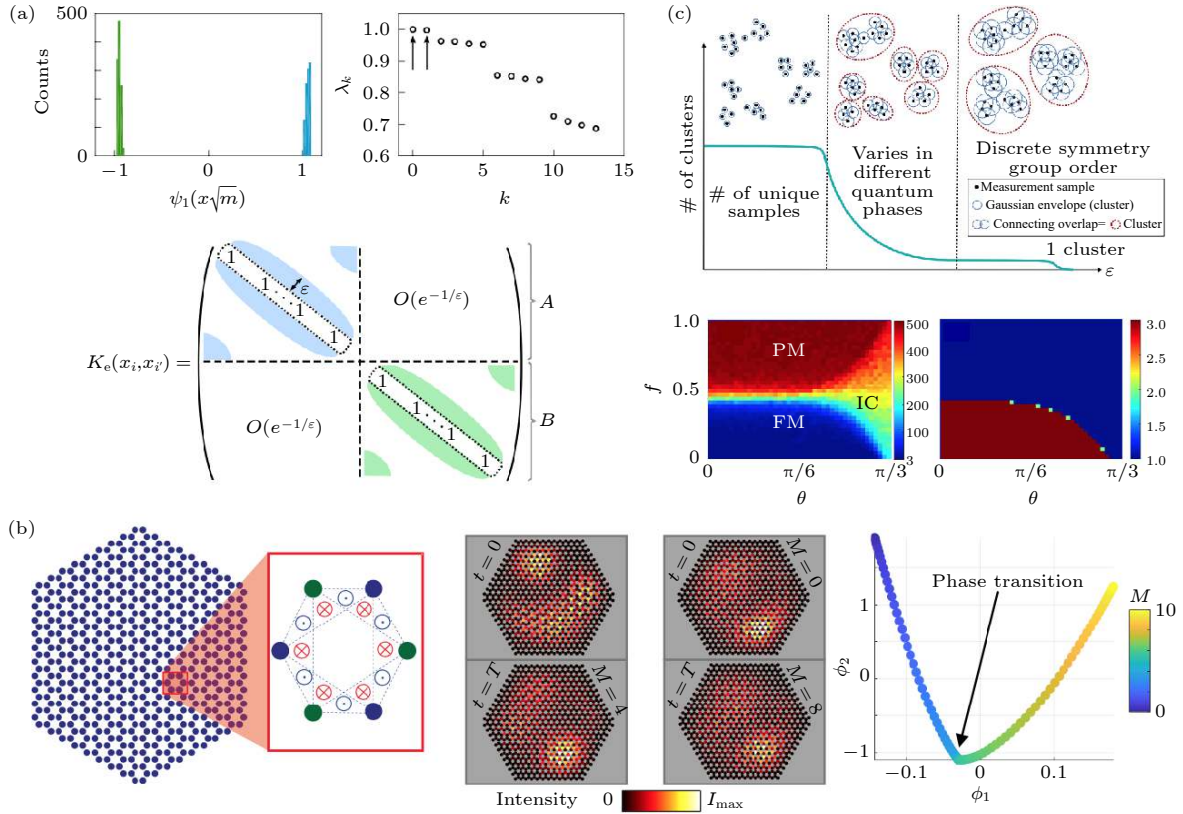 (a)
500
Counts
0
−1
0
1
ψ₁(x√m)
1.0
0.9
λₖ
0.8
0.7
0.6
0
5
10
15
k
Kₑ(xᵢ,xᵢ′) =
1
1
1
1
ε
O(e⁻¹/ᵋ)
A
O(e⁻¹/ᵋ)
1
1
1
1
B
(c)
# of clusters
# of unique
samples
Varies in
different
quantum
phases
Discrete symmetry
group order
Measurement sample
Gaussian envelope (cluster)
Connecting overlap= Cluster
1 cluster
ε
f
1.0
0.5
0
PM
IC
FM
0
π/6
π/3
θ
500
400
300
200
100
3
0
π/6
π/3
θ
3.0
2.6
2.2
1.8
1.4
1.0
(b)
t=0
t=0
M=0
t=T
M=4
t=T
M=8
Intensity 0 Iₘₐₓ
Phase transition
ϕ₂
1
0
−1
−0.1
0
0.1
ϕ₁
M
10
0